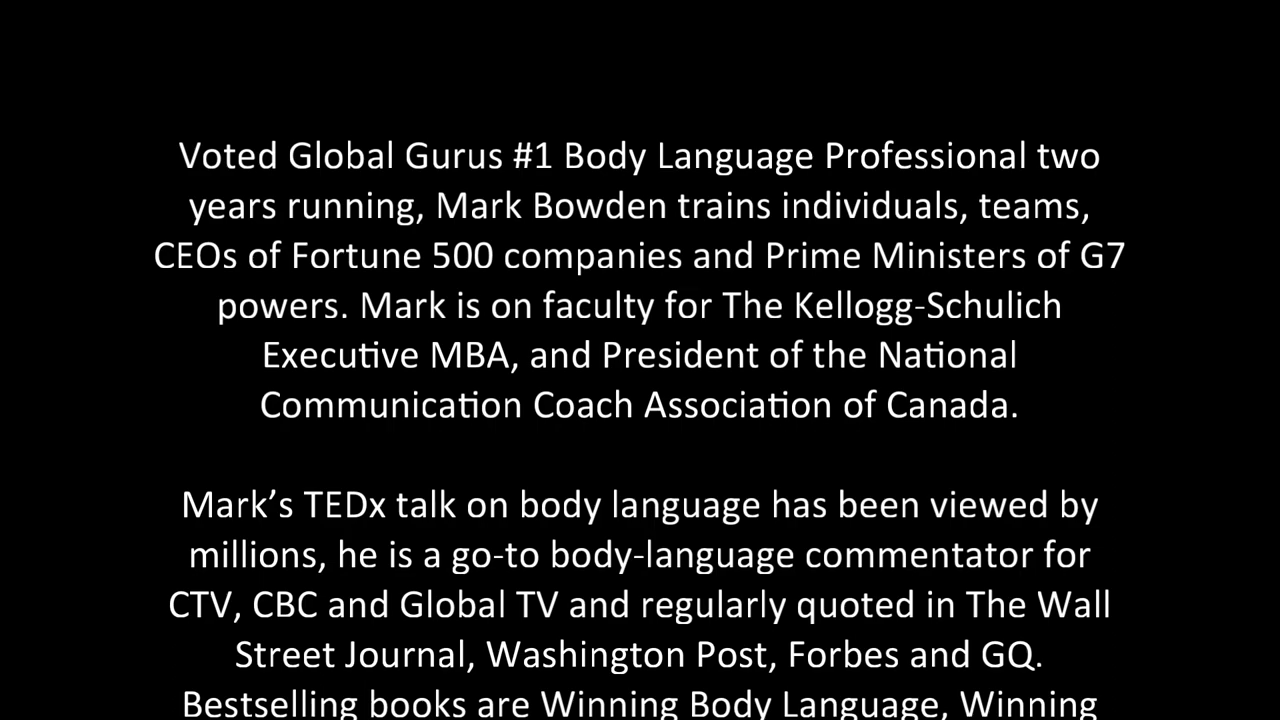 Voted Global Gurus #1 Body Language Professional two
years running, Mark Bowden trains individuals, teams,
CEOs of Fortune 500 companies and Prime Ministers of G7
powers. Mark is on faculty for The Kellogg-Schulich
Executive MBA, and President of the National
Communication Coach Association of Canada.
Mark’s TEDx talk on body language has been viewed by
millions, he is a go-to body-language commentator for
CTV, CBC and Global TV and regularly quoted in The Wall
Street Journal, Washington Post, Forbes and GQ.
Bestselling books are Winning Body Language, Winning